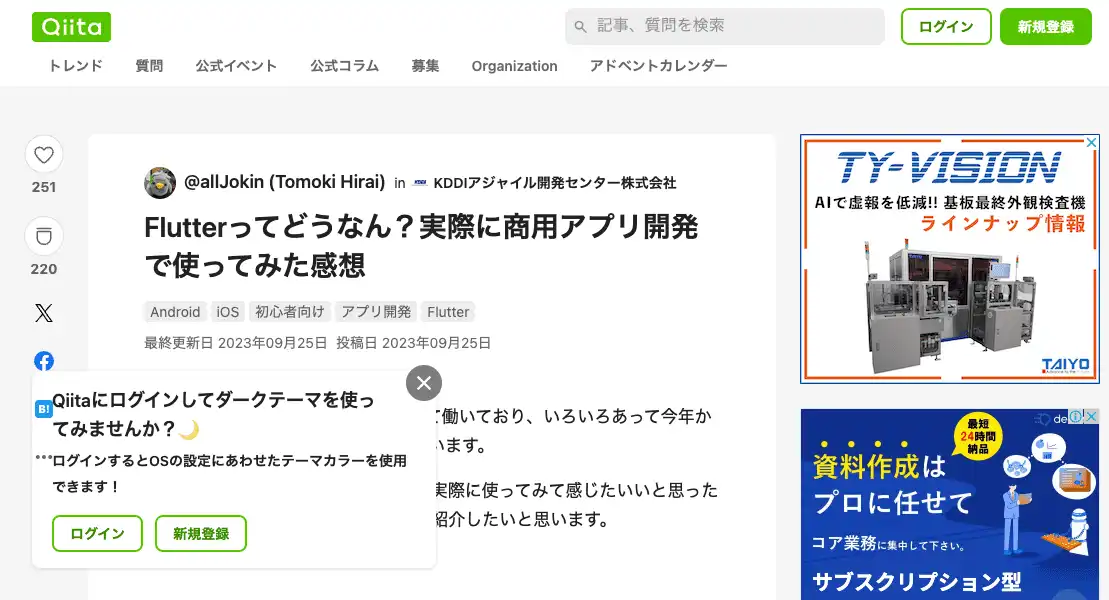 Qiita
記事、質問を検索
ログイン
新規登録
トレンド
質問
公式イベント
公式コラム
募集
Organization
アドベントカレンダー
251
220
@allJokin (Tomoki Hirai) in KDDI KDDIアジャイル開発センター株式会社
Flutterってどうなん？実際に商用アプリ開発
で使ってみた感想
Android
iOS
初心者向け
アプリ開発
Flutter
最終更新日 2023年09月25日 投稿日 2023年09月25日
て働いており、いろいろあって今年か
います。
実際に使ってみて感じたいいと思った
紹介したいと思います。
B!
Qiitaにログインしてダークテーマを使っ
てみませんか？🌙
ログインするとOSの設定にあわせたテーマカラーを使用
できます！
ログイン
新規登録
TY-VISION
AIで虚報を低減!! 基板最終外観検査機
ラインナップ情報
TAIYO
最短
24時間
納品
資料作成は
プロに任せて
コア業務に集中して下さい。
サブスクリプション型